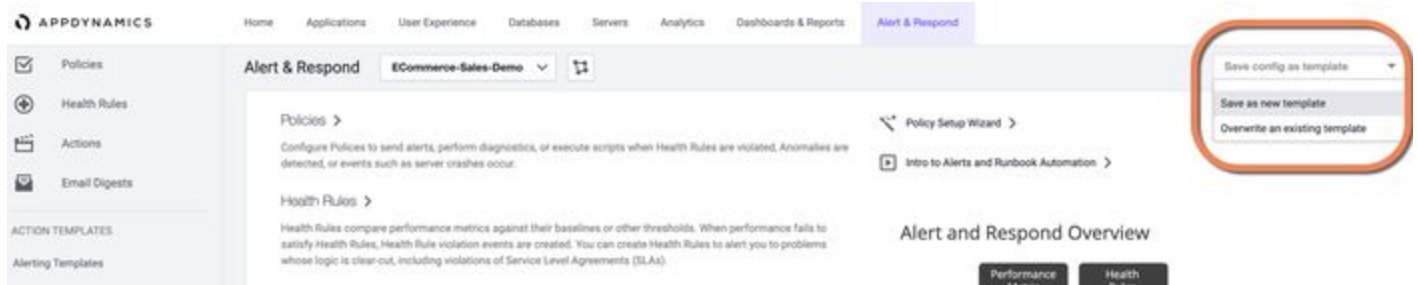 APPDYNAMICS
Home Applications User Experience Databases Servers Analytics Dashboards & Reports Alert & Respond
Policies
Health Rules
Actions
Email Digests
ACTION TEMPLATES
Alerting Templates
Alert & Respond ECommerce-Sales-Demo
Save config as template
Save as new template
Overwrite an existing template
Policies >
Configure Polices to send alerts, perform diagnostics, or execute scripts when Health Rules are violated, Anomalies are
detected, or events such as server crashes occur.
Health Rules >
Health Rules compare performance metrics against their baselines or other thresholds. When performance fails to
satisfy Health Rules, Health Rule violation events are created. You can create Health Rules to alert you to problems
whose logic is clear-cut, including violations of Service Level Agreements (SLAs).
Policy Setup Wizard >
Intro to Alerts and Runbook Automation >
Alert and Respond Overview
Performance
Health